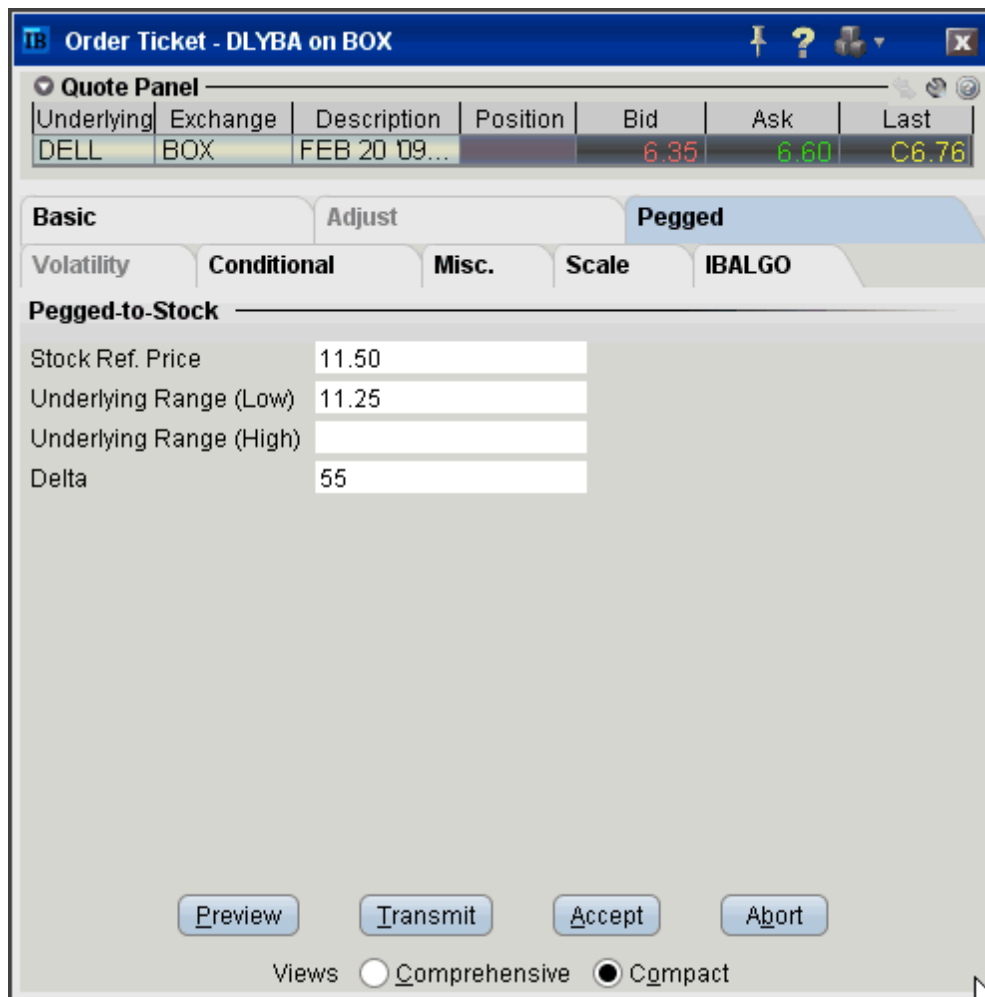 IB Order Ticket - DLYBA on BOX ?
Quote Panel
Underlying Exchange Description Position Bid Ask Last
DELL BOX FEB 20 '09... 6.35 6.60 C6.76
Basic Adjust Pegged
Volatility Conditional Misc. Scale IBALGO
Pegged-to-Stock
Stock Ref. Price 11.50
Underlying Range (Low) 11.25
Underlying Range (High)
Delta 55
Preview Transmit Accept Abort
Views Comprehensive Compact